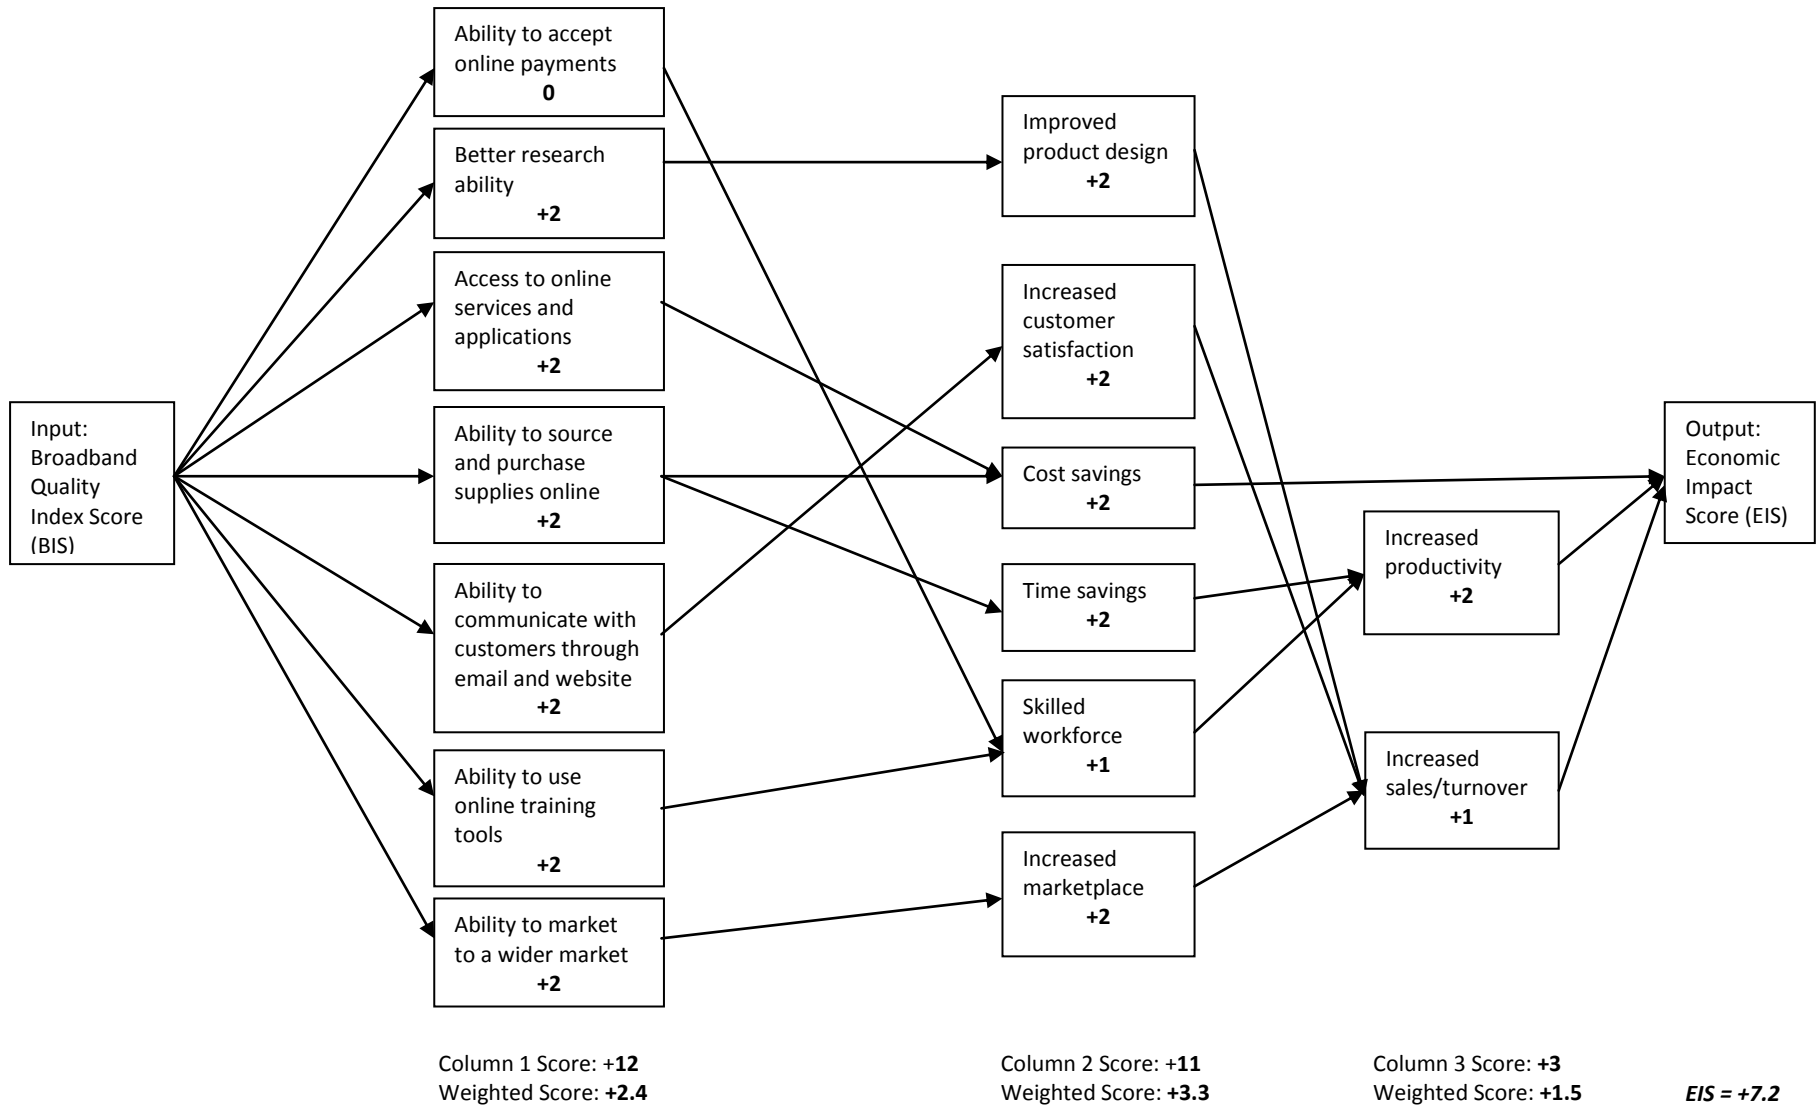 Ability to accept
online payments
0
Better research
ability
+2
Access to online
services and
applications
+2
Input:
Broadband
Quality
Index Score
(BIS)
Ability to source
and purchase
supplies online
+2
Ability to
communicate with
customers through
email and website
+2
Ability to use
online training
tools
+2
Ability to market
to a wider market
+2
Improved
product design
+2
Increased
customer
satisfaction
+2
Cost savings
+2
Time savings
+2
Skilled
workforce
+1
Increased
marketplace
+2
Increased
productivity
+2
Increased
sales/turnover
+1
Output:
Economic
Impact
Score (EIS)
Column 1 Score: +12
Weighted Score: +2.4
Column 2 Score: +11
Weighted Score: +3.3
Column 3 Score: +3
Weighted Score: +1.5
EIS = +7.2